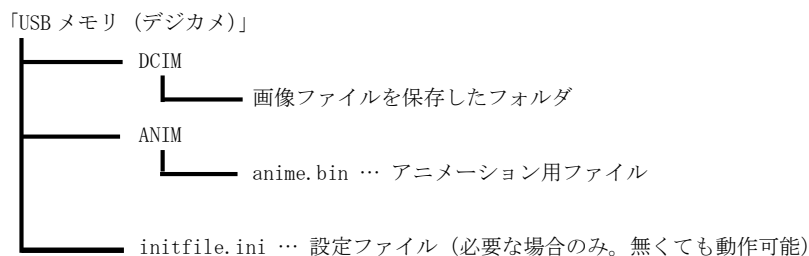 「USB メモリ (デジカメ)」
DCIM
画像ファイルを保存したフォルダ
ANIM
anime.bin … アニメーション用ファイル
initfile.ini … 設定ファイル (必要な場合のみ。無くても動作可能)